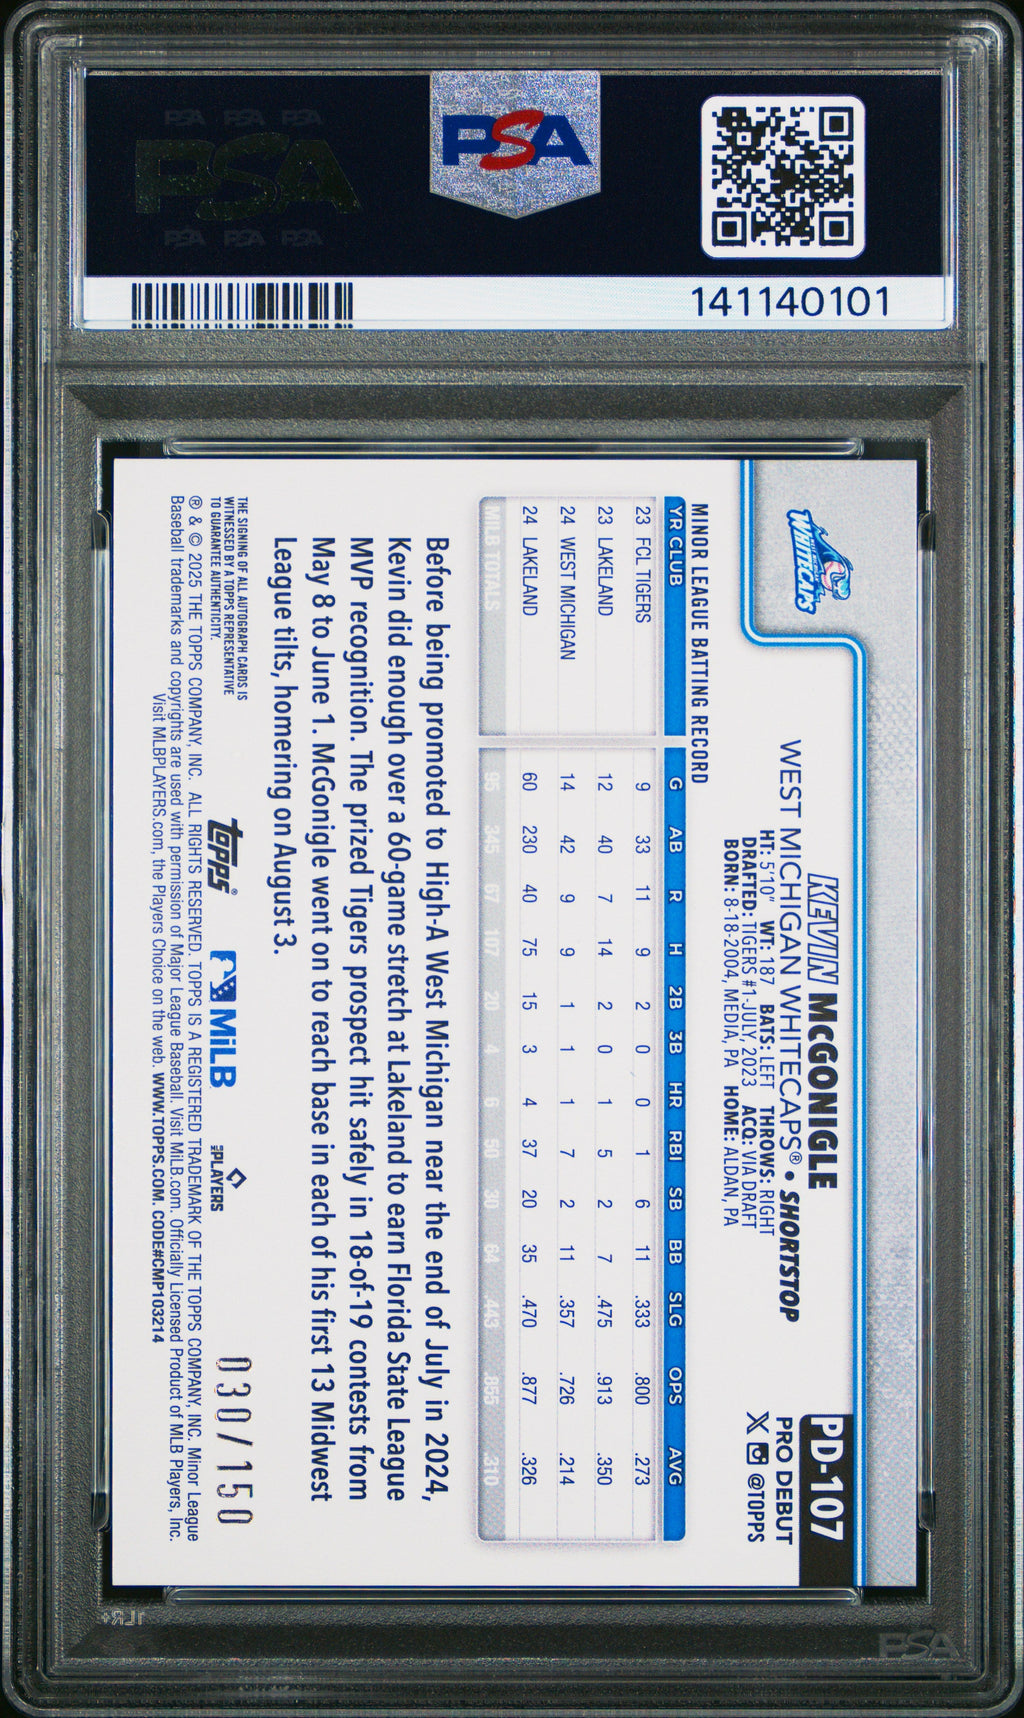 PSA PSA PSA
PSA
PSA PSA PSA
PSA
141140101
WHITECAPS
KEVIN McGONIGLE
WEST MICHIGAN WHITECAPS® • SHORTSTOP
HT: 5'10" WT: 187 BATS: LEFT THROWS: RIGHT
DRAFTED: TIGERS #1-JULY, 2023 ACQ: VIA DRAFT
BORN: 8-18-2004, MEDIA, PA HOME: ALDAN, PA
PD-107
PRO DEBUT
X @TOPPS
MINOR LEAGUE BATTING RECORD
YR CLUB G AB R H 2B 3B HR RBI SB BB SLG OPS AVG
23 FCL TIGERS 9 33 11 9 2 0 0 1 6 11 .333 .800 .273
23 LAKELAND 12 40 7 14 2 0 1 5 2 7 .475 .913 .350
24 WEST MICHIGAN 14 42 9 9 1 1 1 7 2 11 .357 .726 .214
24 LAKELAND 60 230 40 75 15 3 4 37 20 35 .470 .877 .326
MiLB TOTALS 95 345 67 107 20 4 6 50 30 64 .443 .855 .310
Before being promoted to High-A West Michigan near the end of July in 2024,
Kevin did enough over a 60-game stretch at Lakeland to earn Florida State League
MVP recognition. The prized Tigers prospect hit safely in 18-of-19 contests from
May 8 to June 1. McGonigle went on to reach base in each of his first 13 Midwest
League tilts, homering on August 3.
THE SIGNING OF ALL AUTOGRAPH CARDS IS
WITNESSED BY A TOPPS REPRESENTATIVE
TO GUARANTEE AUTHENTICITY.
topps®
MiLB
PLAYERS
030/150
® & © 2025 THE TOPPS COMPANY, INC. ALL RIGHTS RESERVED. TOPPS IS A REGISTERED TRADEMARK OF THE TOPPS COMPANY, INC. Minor League
Baseball trademarks and copyrights are used with permission of Major League Baseball. Visit MiLB.com. Officially Licensed Product of MLB Players, Inc.
Visit MLBPLAYERS.com, the Players Choice on the web. WWW.TOPPS.COM. CODE#CMP103214
PSA